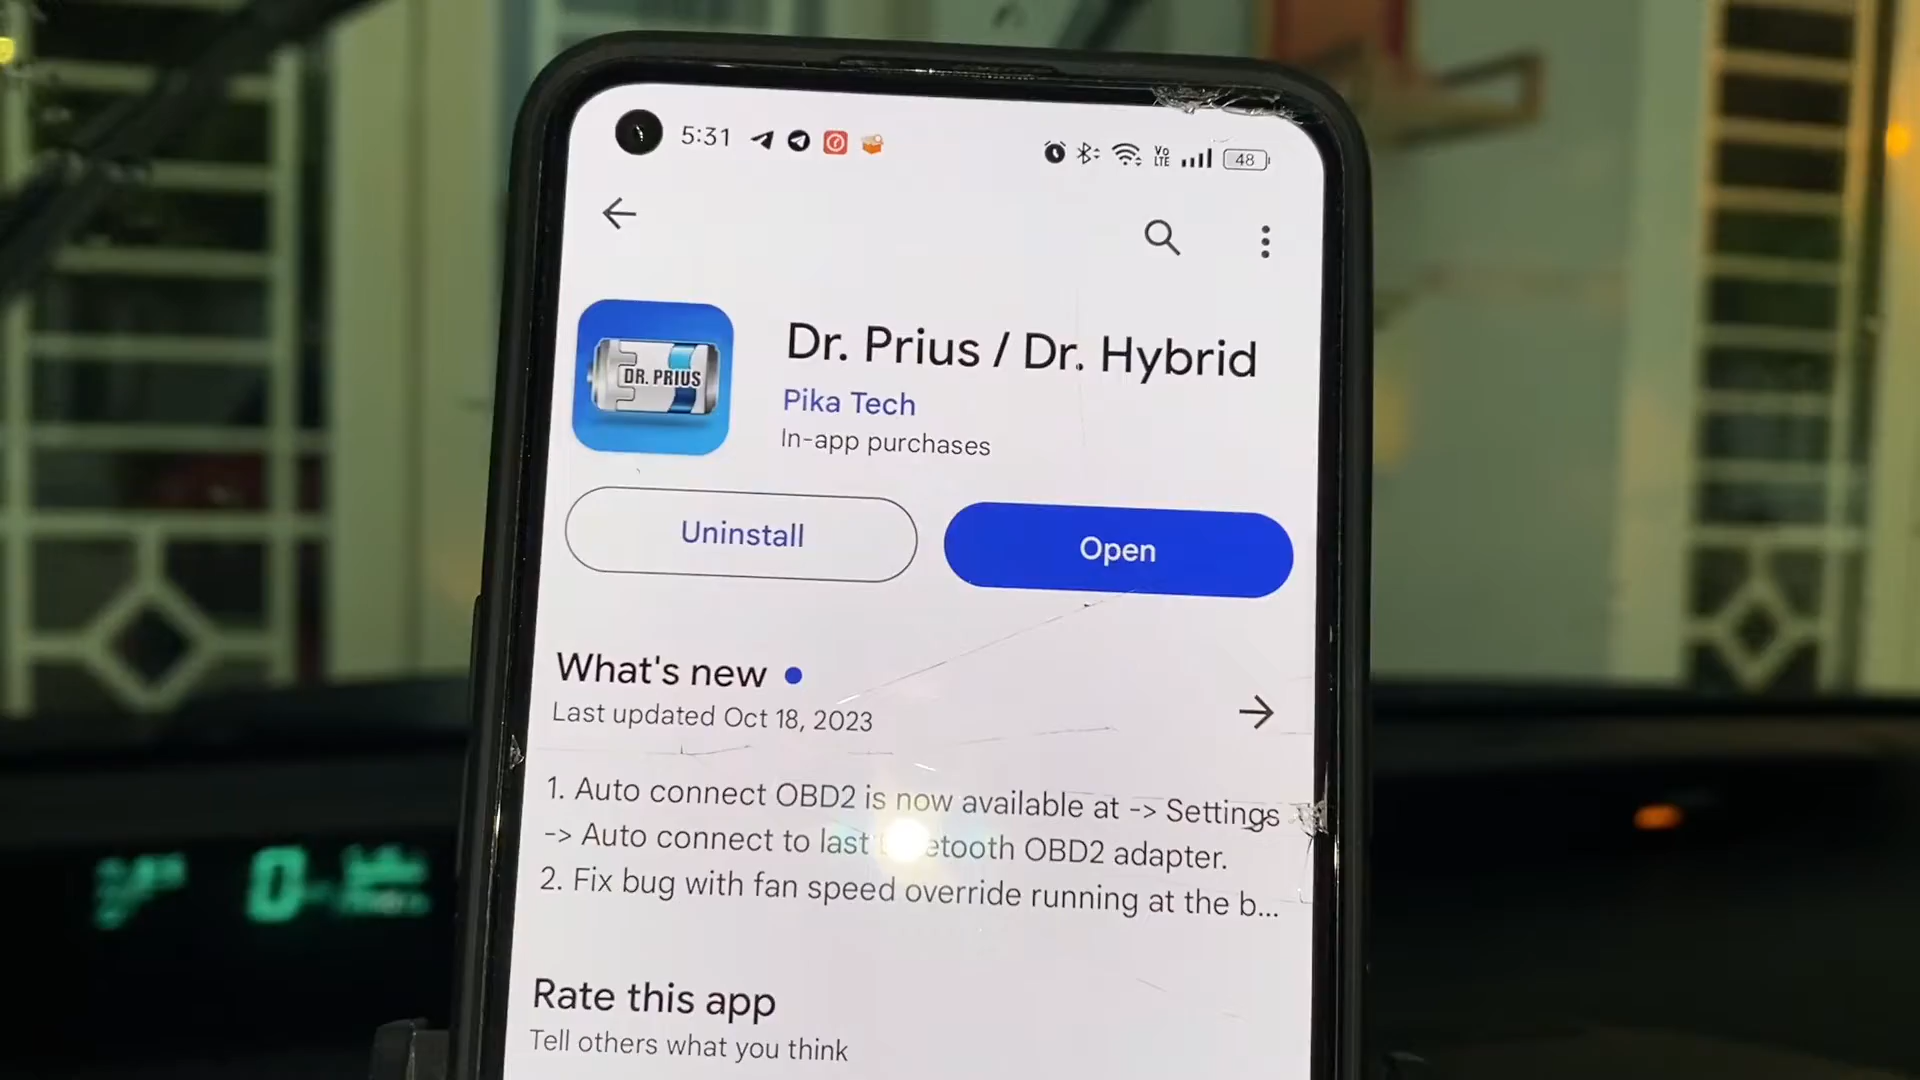 5:31
Vo
LTE
48
Dr. Prius / Dr. Hybrid
DR. PRIUS
Pika Tech
In-app purchases
Uninstall
Open
What's new
Last updated Oct 18, 2023
1. Auto connect OBD2 is now available at -> Settings
-> Auto connect to last etooth OBD2 adapter.
2. Fix bug with fan speed override running at the b...
Rate this app
Tell others what you think
0